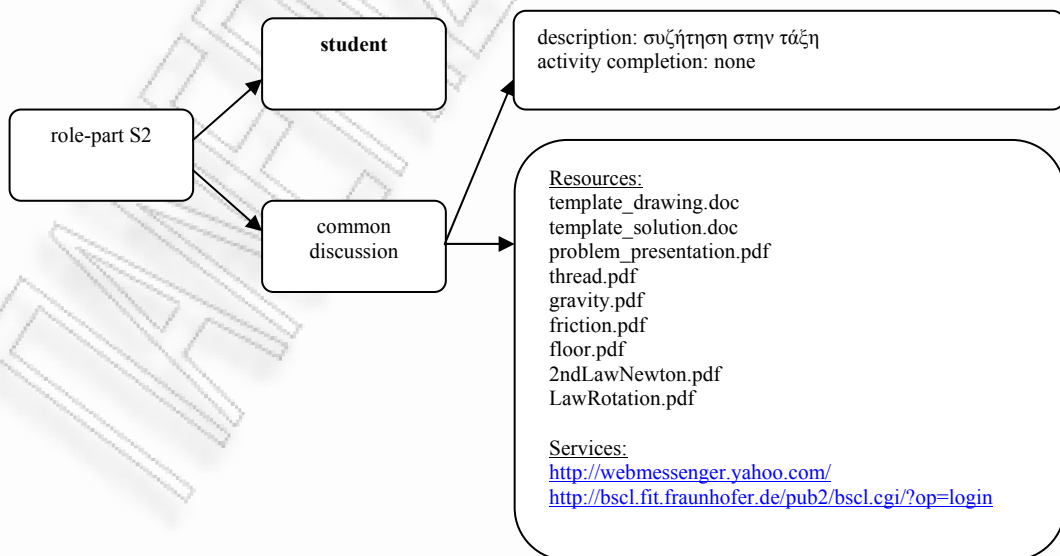 student
description: συζήτηση στην τάξη
activity completion: none
role-part S2
common
discussion
Resources:
template_drawing.doc
template_solution.doc
problem_presentation.pdf
thread.pdf
gravity.pdf
friction.pdf
floor.pdf
2ndLawNewton.pdf
LawRotation.pdf
Services:
http://webmessenger.yahoo.com/
http://bscl.fit.fraunhofer.de/pub2/bscl.cgi/?op=login